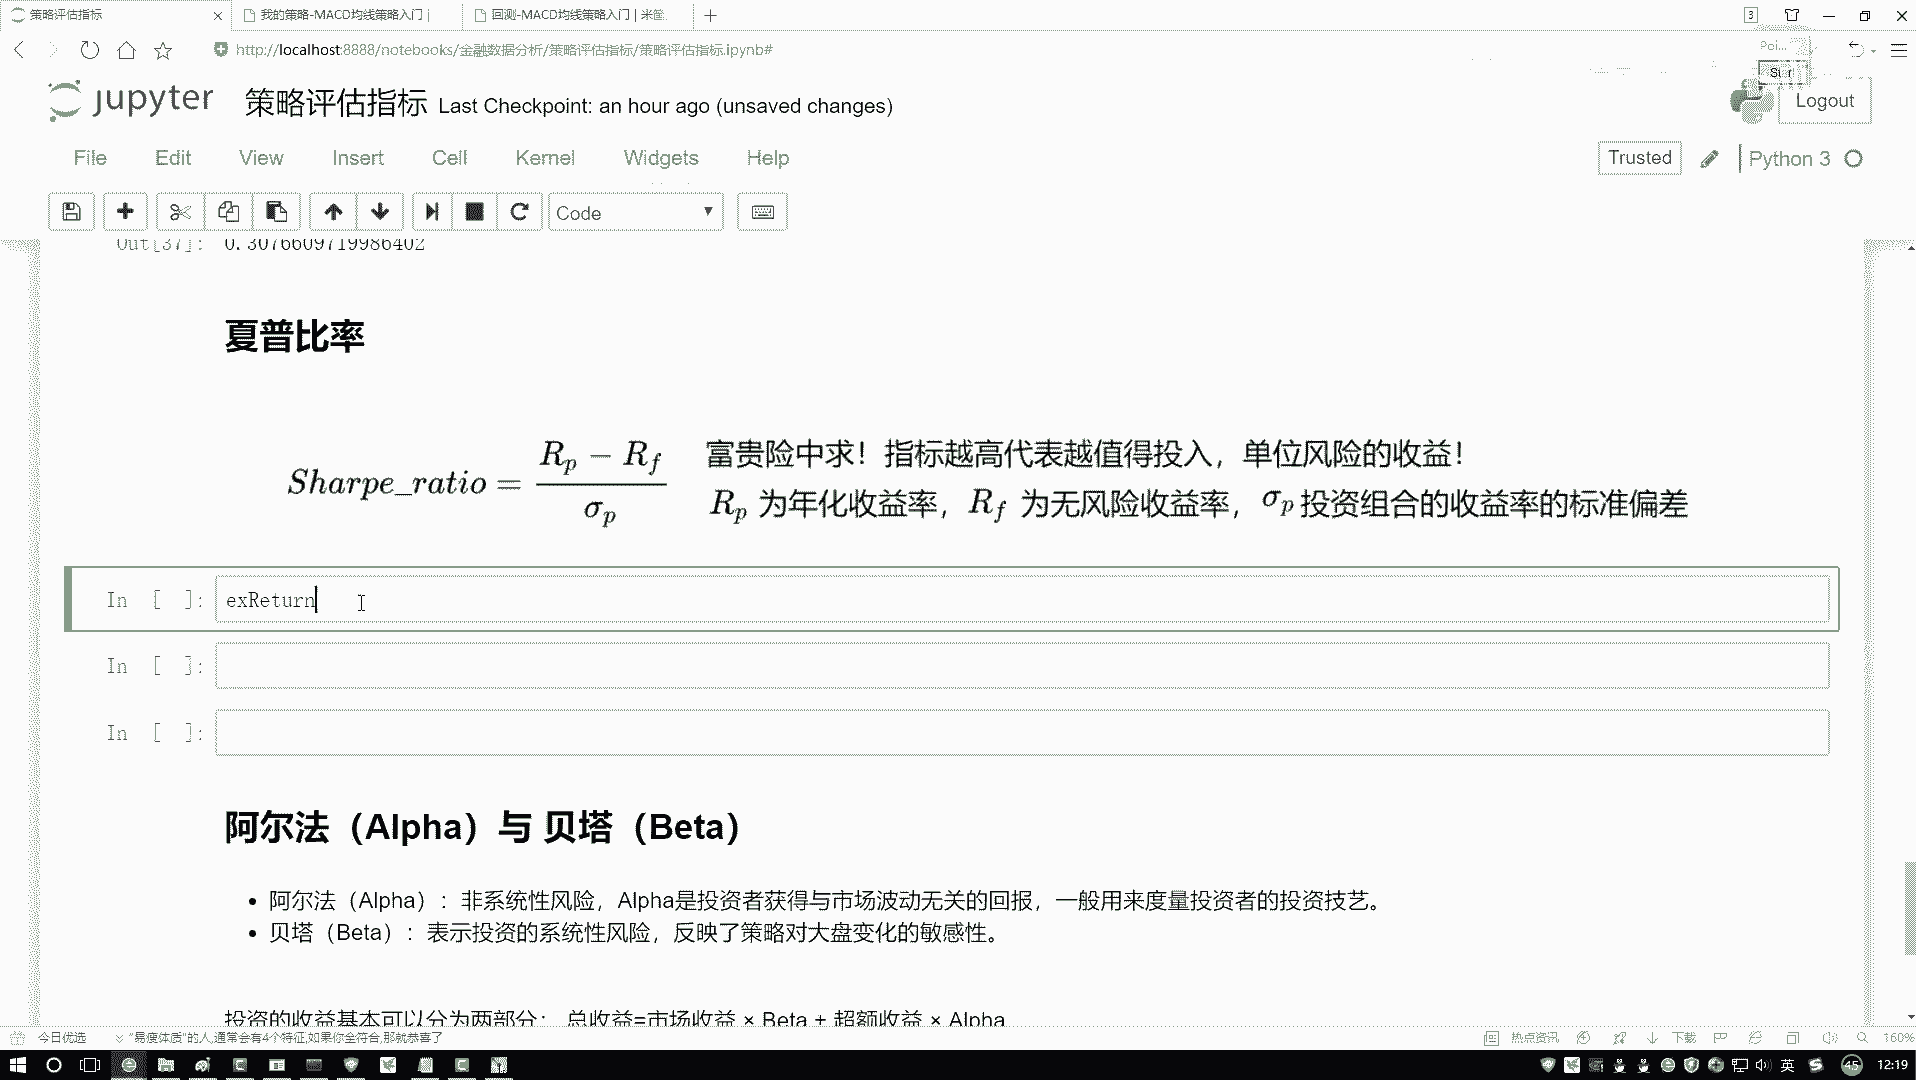 策略评估指标
我的策略-MACD均线策略入门 |
回测-MACD均线策略入门 | 米筐
3
http://localhost:8888/notebooks/金融数据分析/策略评估指标/策略评估指标.ipynb#
jupyter 策略评估指标 Last Checkpoint: an hour ago (unsaved changes)
Logout
File Edit View Insert Cell Kernel Widgets Help
Trusted Python 3
Code
Out[37]: 0.3076609719986402
夏普比率
Sharpe_ratio = (R_p − R_f) / σ_p
富贵险中求！指标越高代表越值得投入，单位风险的收益！
R_p 为年化收益率，R_f 为无风险收益率，σ_p 投资组合的收益率的标准偏差
In [ ]: exReturn
In [ ]:
In [ ]:
阿尔法（Alpha）与 贝塔（Beta）
• 阿尔法（Alpha）：非系统性风险，Alpha是投资者获得与市场波动无关的回报，一般用来度量投资者的投资技艺。
• 贝塔（Beta）：表示投资的系统性风险，反映了策略对大盘变化的敏感性。
投资的收益基本可以分为两部分： 总收益=市场收益 × Beta + 超额收益 × Alpha
今日优选 "易瘦体质"的人,通常会有4个特征,如果你全符合,那就恭喜了
热点资讯 下载 160%
英 45 12:19